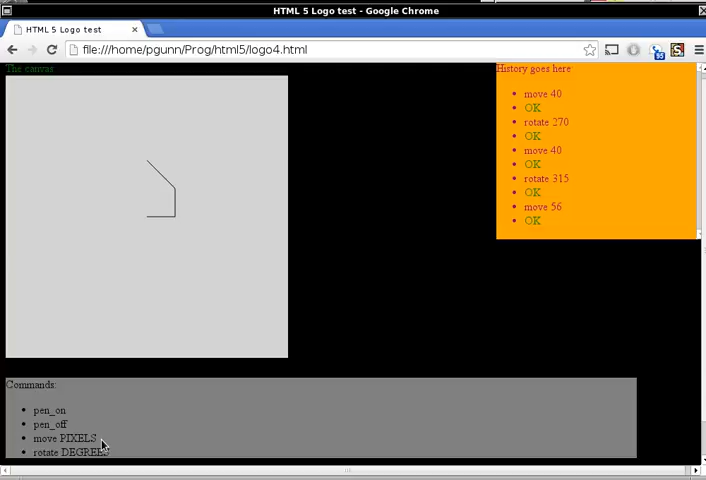 HTML 5 Logo test - Google Chrome
HTML 5 Logo test
file:///home/pgunn/Prog/html5/logo4.html
The canvas
History goes here
move 40
OK
rotate 270
OK
move 40
OK
rotate 315
OK
move 56
OK
Commands:
pen_on
pen_off
move PIXELS
rotate DEGREES